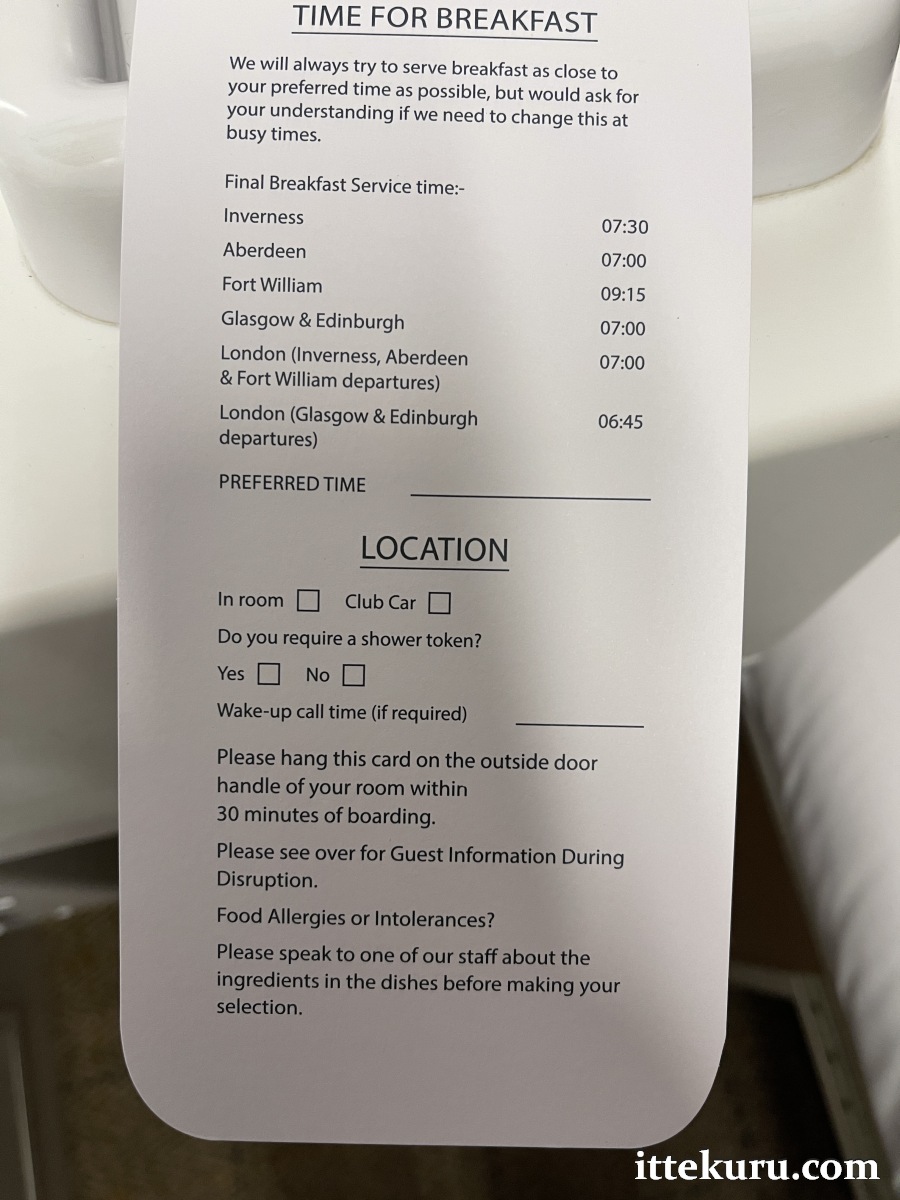 TIME FOR BREAKFAST
We will always try to serve breakfast as close to
your preferred time as possible, but would ask for
your understanding if we need to change this at
busy times.
Final Breakfast Service time:-
Inverness 07:30
Aberdeen 07:00
Fort William 09:15
Glasgow & Edinburgh 07:00
London (Inverness, Aberdeen 07:00
& Fort William departures)
London (Glasgow & Edinburgh 06:45
departures)
PREFERRED TIME
LOCATION
In room Club Car
Do you require a shower token?
Yes No
Wake-up call time (if required)
Please hang this card on the outside door
handle of your room within
30 minutes of boarding.
Please see over for Guest Information During
Disruption.
Food Allergies or Intolerances?
Please speak to one of our staff about the
ingredients in the dishes before making your
selection.
ittekuru.com